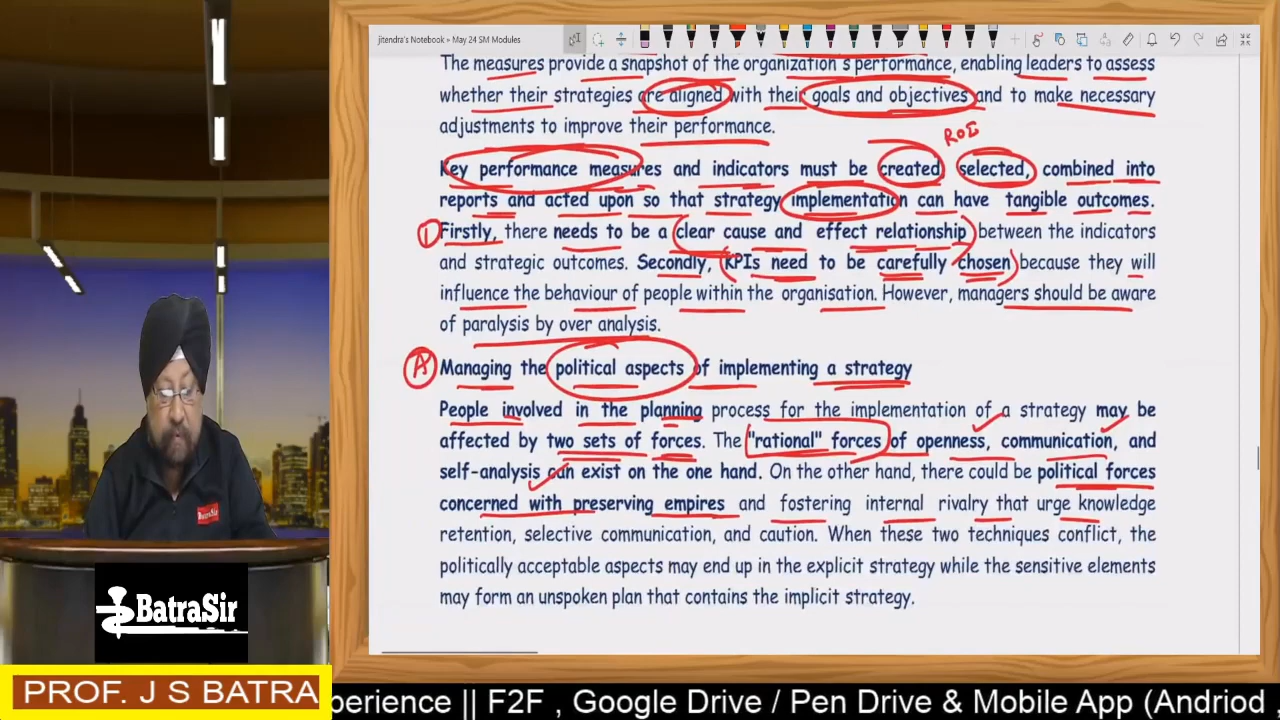 jitendra's Notebook » May 24 SM Modules
The measures provide a snapshot of the organization's performance, enabling leaders to assess
whether their strategies are aligned with their goals and objectives and to make necessary
adjustments to improve their performance.
ROI
Key performance measures and indicators must be created, selected, combined into
reports and acted upon so that strategy implementation can have tangible outcomes.
① Firstly, there needs to be a clear cause and effect relationship between the indicators
and strategic outcomes. Secondly, KPIs need to be carefully chosen because they will
influence the behaviour of people within the organisation. However, managers should be aware
of paralysis by over analysis.
Ⓐ Managing the political aspects of implementing a strategy
People involved in the planning process for the implementation of a strategy may be
affected by two sets of forces. The "rational" forces of openness, communication, and
self-analysis can exist on the one hand. On the other hand, there could be political forces
concerned with preserving empires and fostering internal rivalry that urge knowledge
retention, selective communication, and caution. When these two techniques conflict, the
politically acceptable aspects may end up in the explicit strategy while the sensitive elements
may form an unspoken plan that contains the implicit strategy.
BatraSir
PROF. J S BATRA
perience || F2F , Google Drive / Pen Drive & Mobile App (Andriod ,